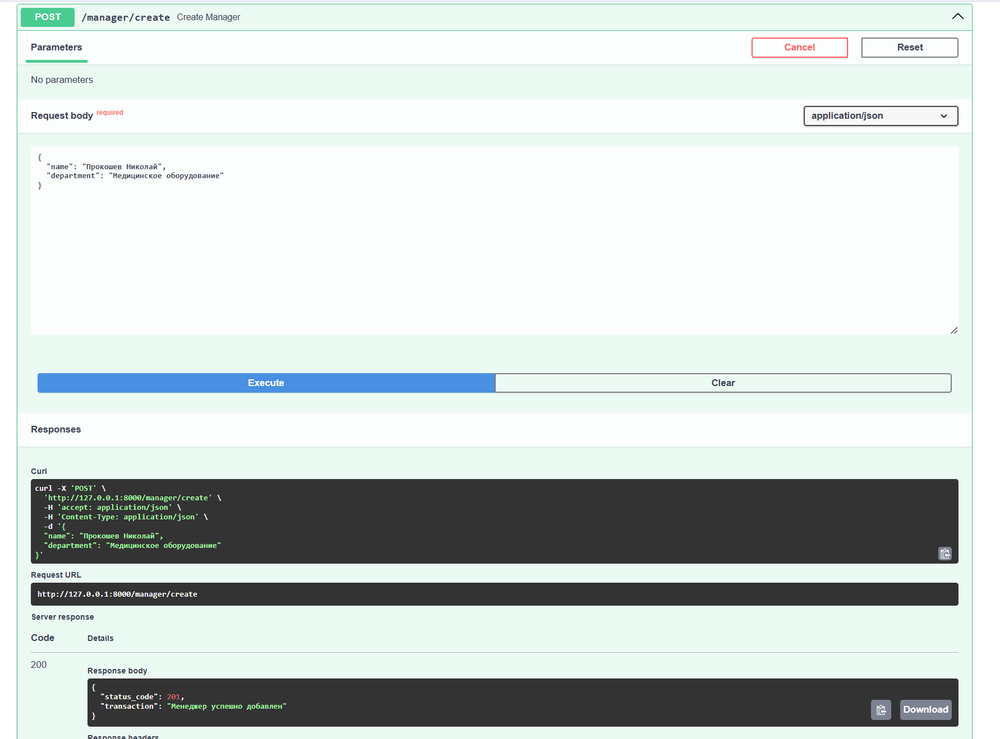 POST /manager/create Create Manager
Parameters
Cancel
Reset
No parameters
Request body required
application/json
{
"name": "Прокошев Николай",
"department": "Медицинское оборудование"
}
Execute
Clear
Responses
Curl
curl -X 'POST' \
'http://127.0.0.1:8000/manager/create' \
-H 'accept: application/json' \
-H 'Content-Type: application/json' \
-d '{
"name": "Прокошев Николай",
"department": "Медицинское оборудование"
}'
Request URL
http://127.0.0.1:8000/manager/create
Server response
Code Details
200
Response body
{
"status_code": 201,
"transaction": "Менеджер успешно добавлен"
}
Download
Response headers